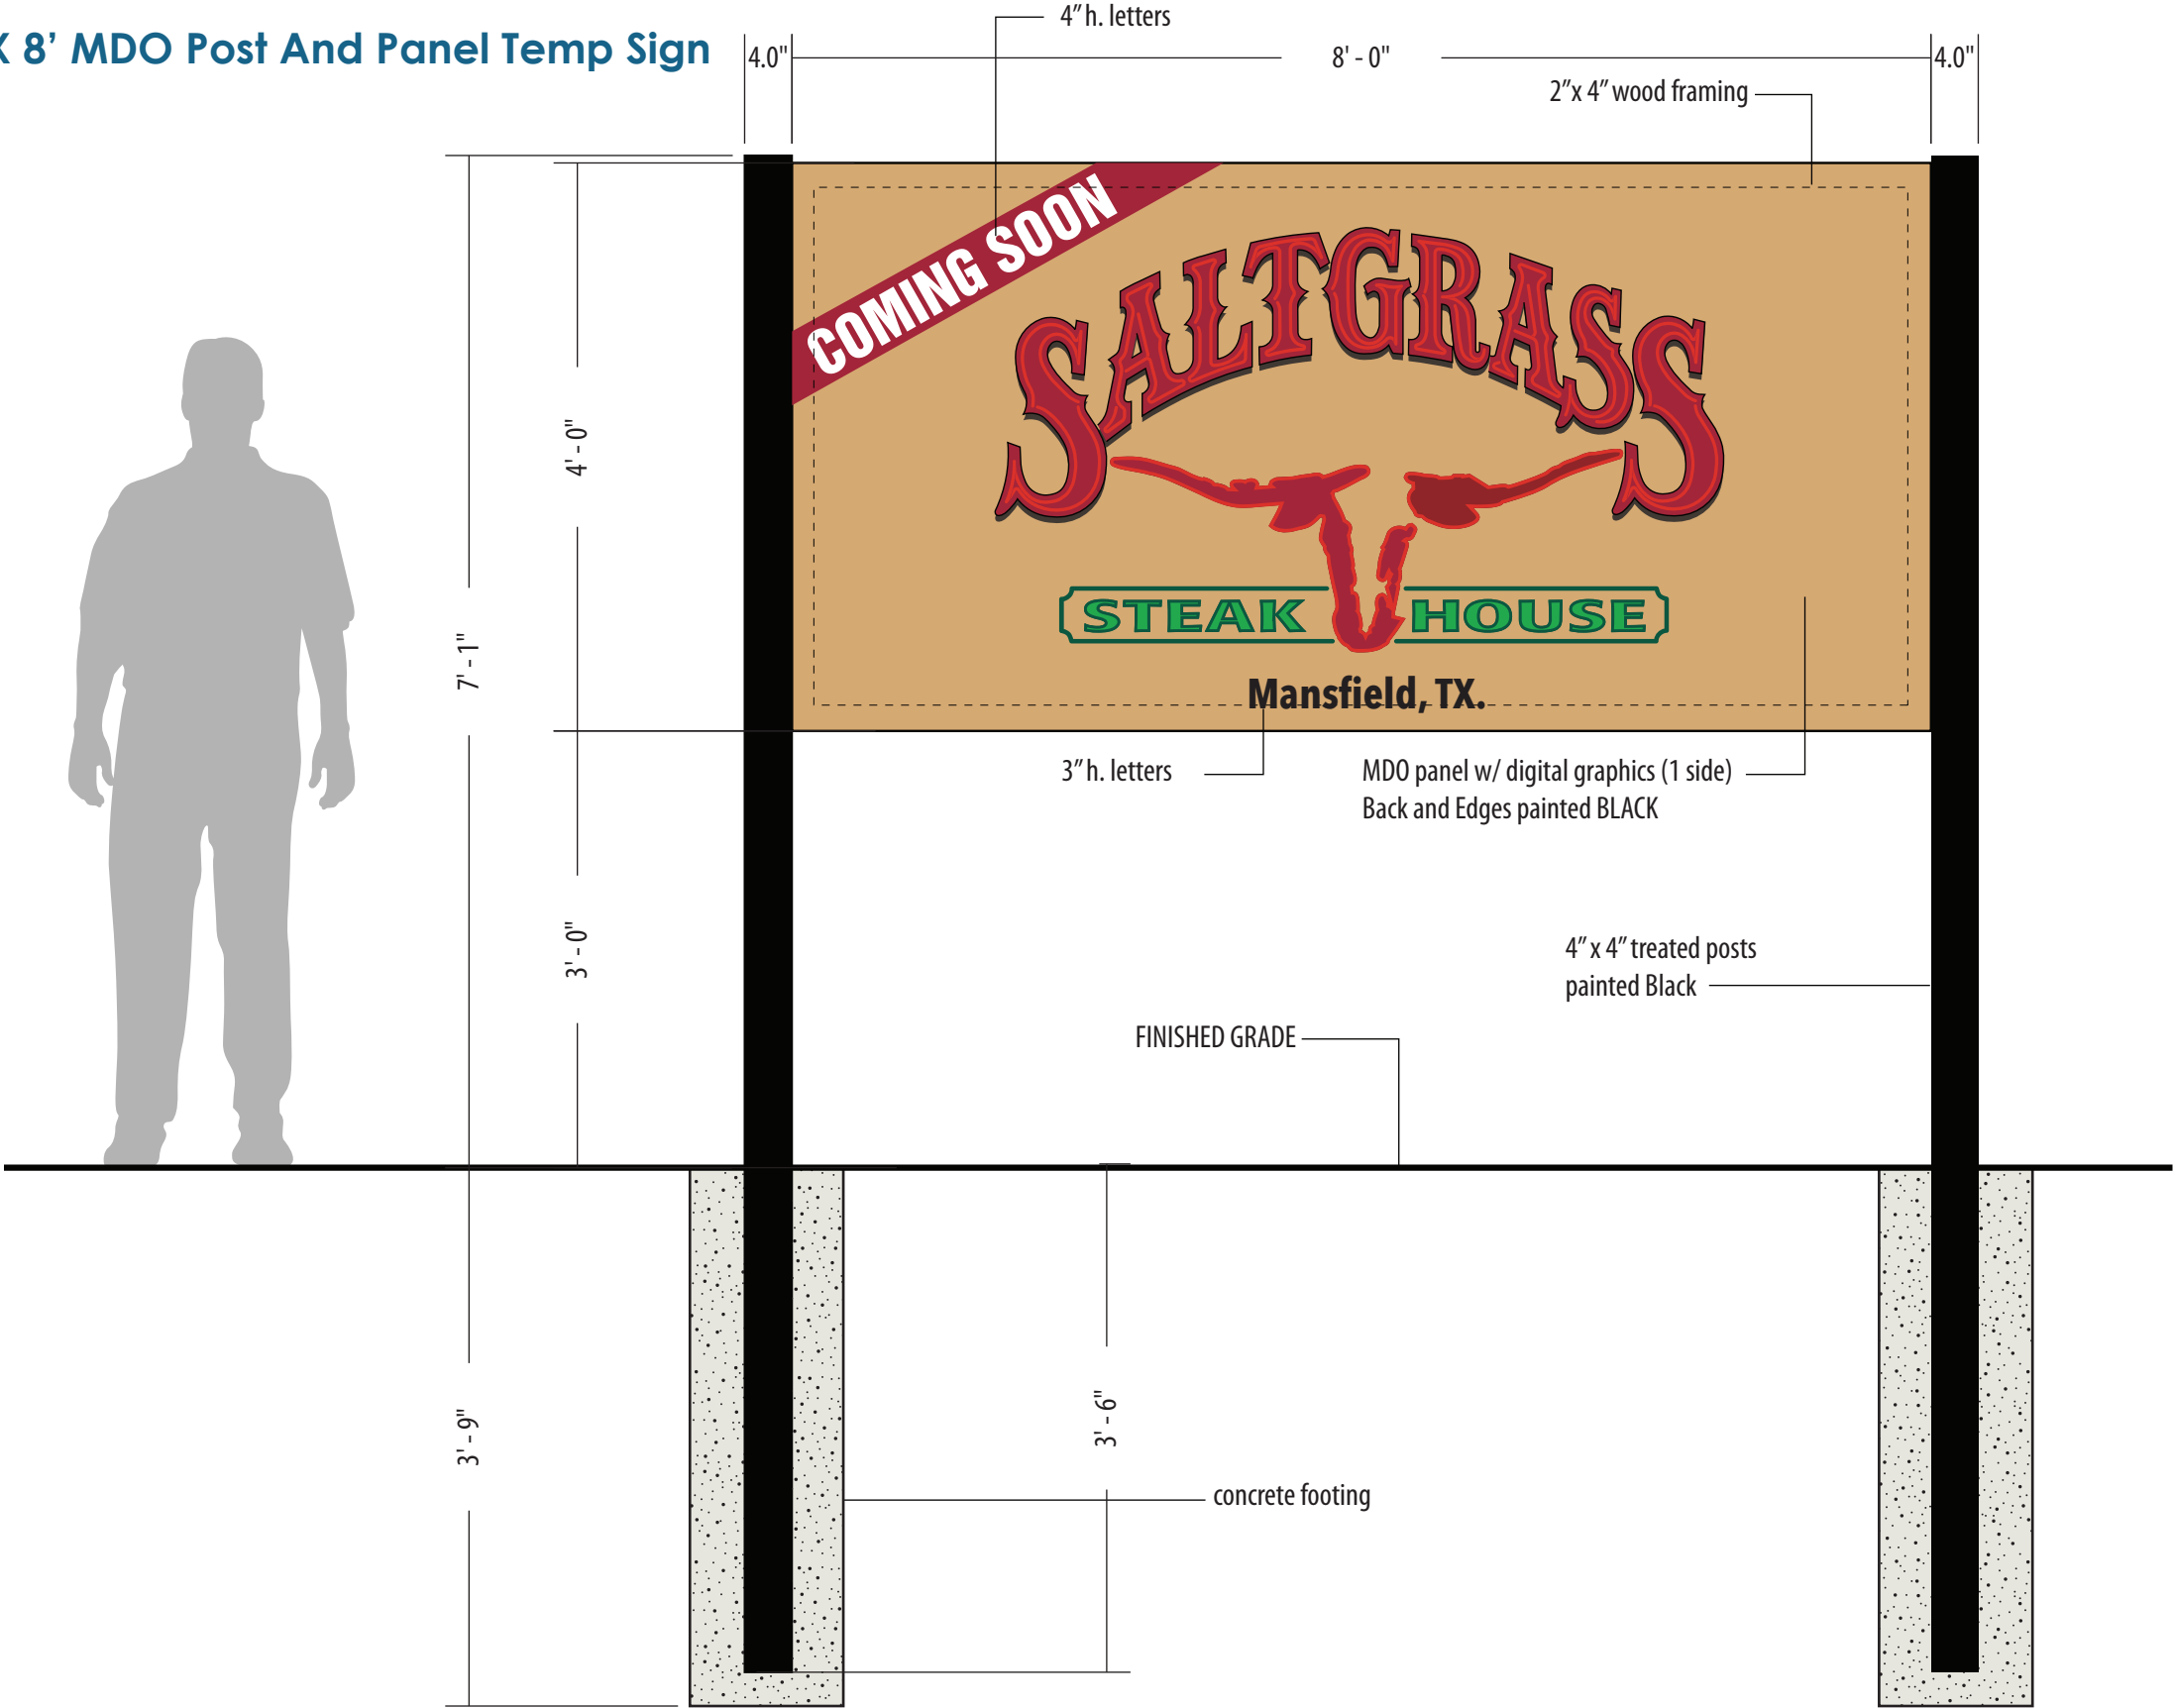 X 8’ MDO Post And Panel Temp Sign
4” h. letters
4.0"
8' - 0"
4.0"
2”x 4” wood framing
COMING SOON
SALTGRASS
STEAK HOUSE
Mansfield, TX.
4' - 0"
7' - 1"
3” h. letters
MDO panel w/ digital graphics (1 side)
Back and Edges painted BLACK
3' - 0"
4” x 4” treated posts
painted Black
FINISHED GRADE
3' - 9"
3' - 6"
concrete footing